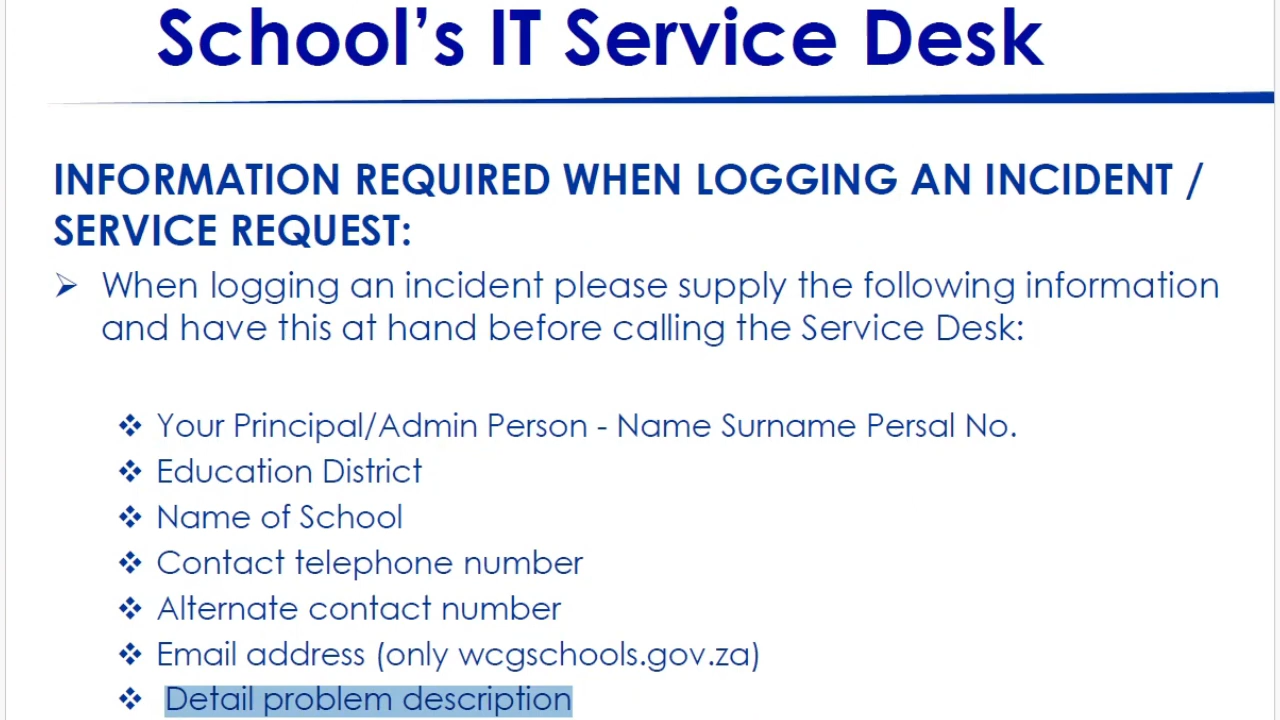 School’s IT Service Desk
INFORMATION REQUIRED WHEN LOGGING AN INCIDENT /
SERVICE REQUEST:
➢ When logging an incident please supply the following information
and have this at hand before calling the Service Desk:
❖ Your Principal/Admin Person - Name Surname Persal No.
❖ Education District
❖ Name of School
❖ Contact telephone number
❖ Alternate contact number
❖ Email address (only wcgschools.gov.za)
❖ Detail problem description